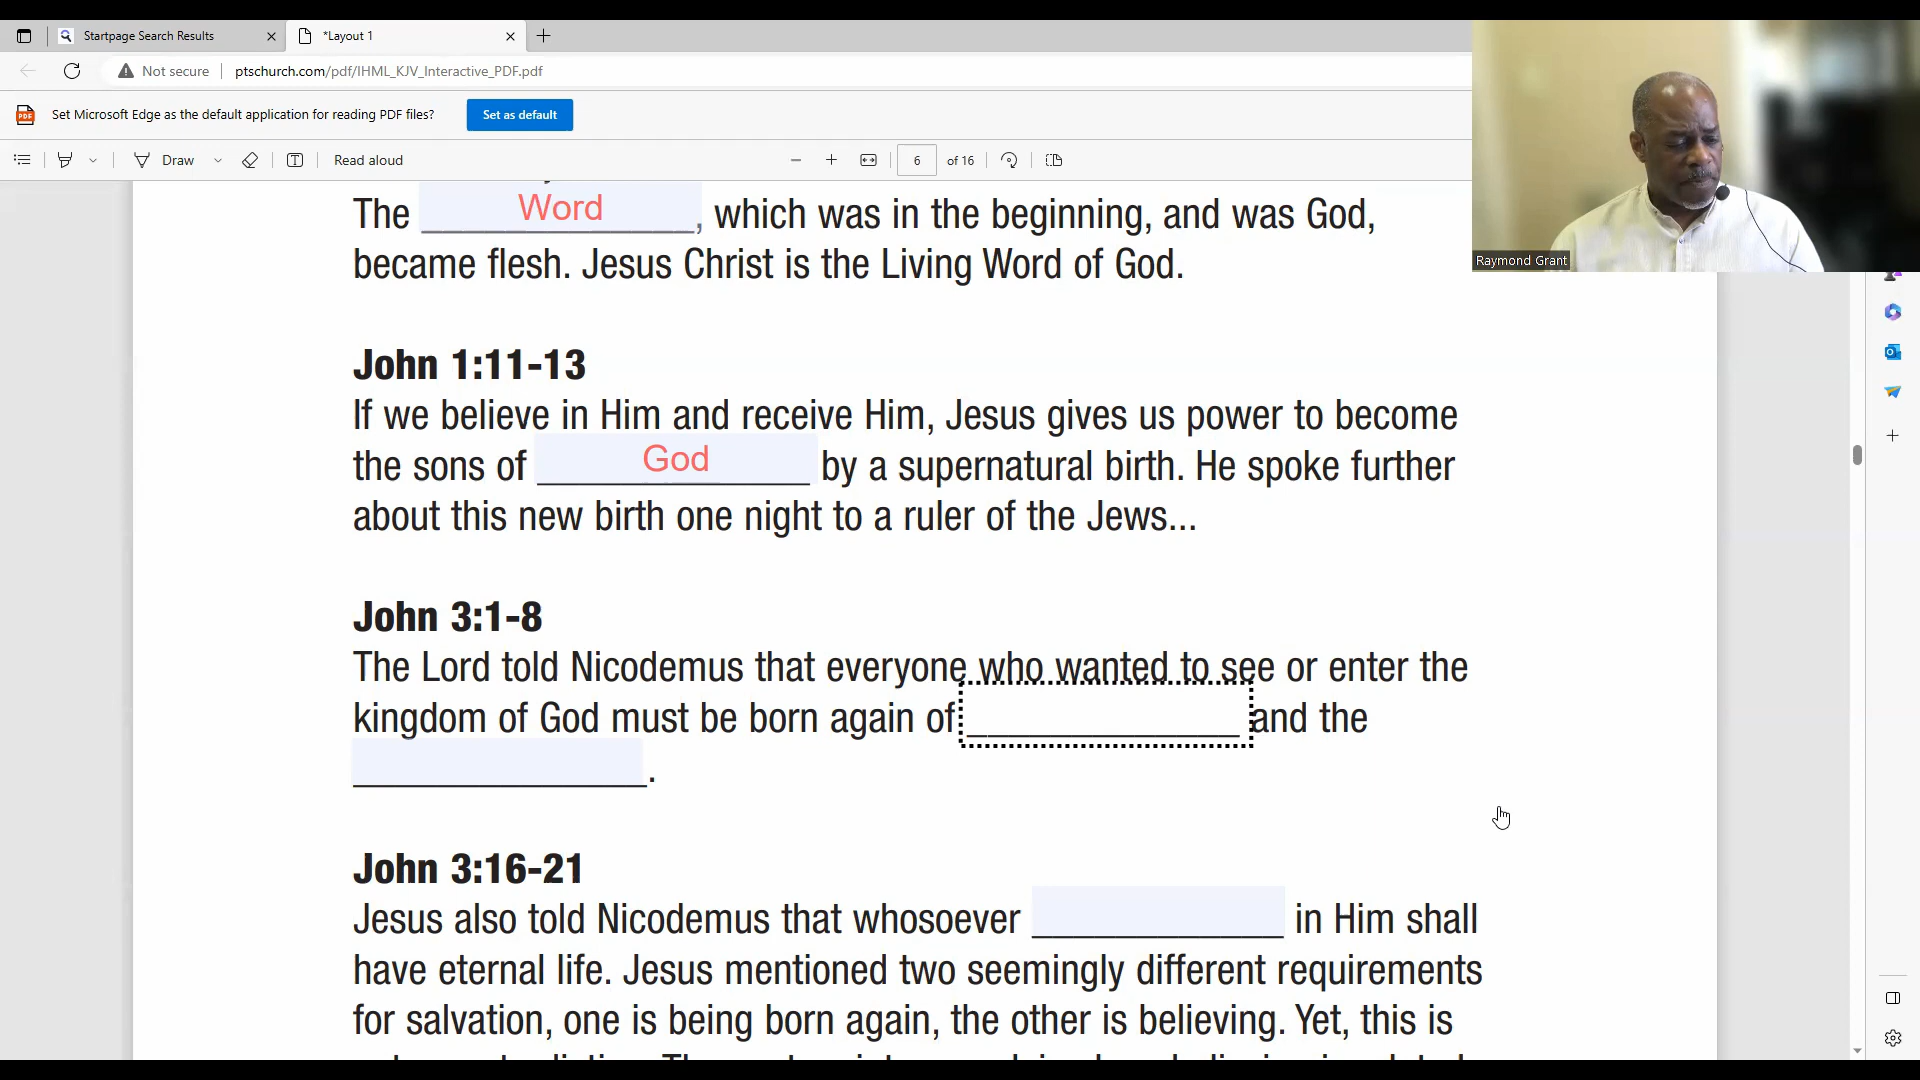 Startpage Search Results
*Layout 1
Not secure
ptschurch.com/pdf/IHML_KJV_Interactive_PDF.pdf
Set Microsoft Edge as the default application for reading PDF files?
Set as default
Draw
Read aloud
6 of 16
Raymond Grant
The Word, which was in the beginning, and was God,
became flesh. Jesus Christ is the Living Word of God.
John 1:11-13
If we believe in Him and receive Him, Jesus gives us power to become
the sons of God by a supernatural birth. He spoke further
about this new birth one night to a ruler of the Jews...
John 3:1-8
The Lord told Nicodemus that everyone who wanted to see or enter the
kingdom of God must be born again of _____________ and the
______________.
John 3:16-21
Jesus also told Nicodemus that whosoever ____________ in Him shall
have eternal life. Jesus mentioned two seemingly different requirements
for salvation, one is being born again, the other is believing. Yet, this is